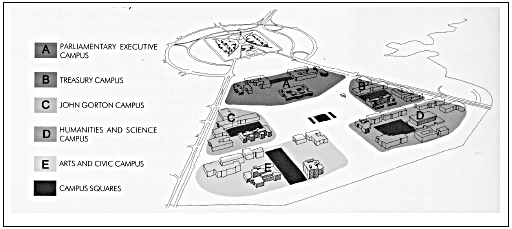 A PARLIAMENTARY EXECUTIVE
CAMPUS
B TREASURY CAMPUS
C JOHN GORTON CAMPUS
D HUMANITIES AND SCIENCE
CAMPUS
E ARTS AND CIVIC CAMPUS
CAMPUS SQUARES
A
B
C
D
E